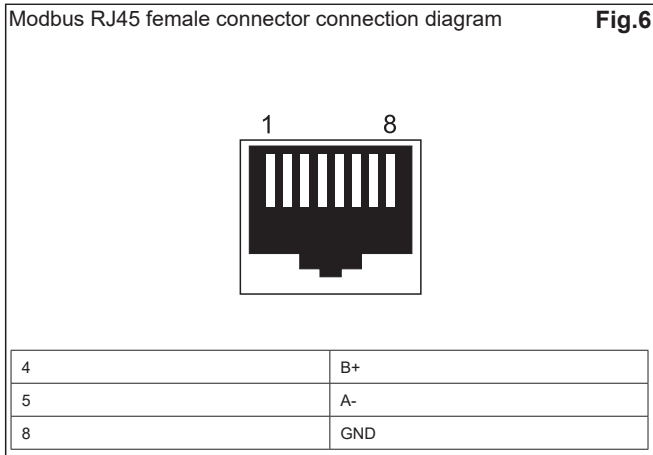 Modbus RJ45 female connector connection diagram Fig.6
1 8
4 B+
5 A-
8 GND